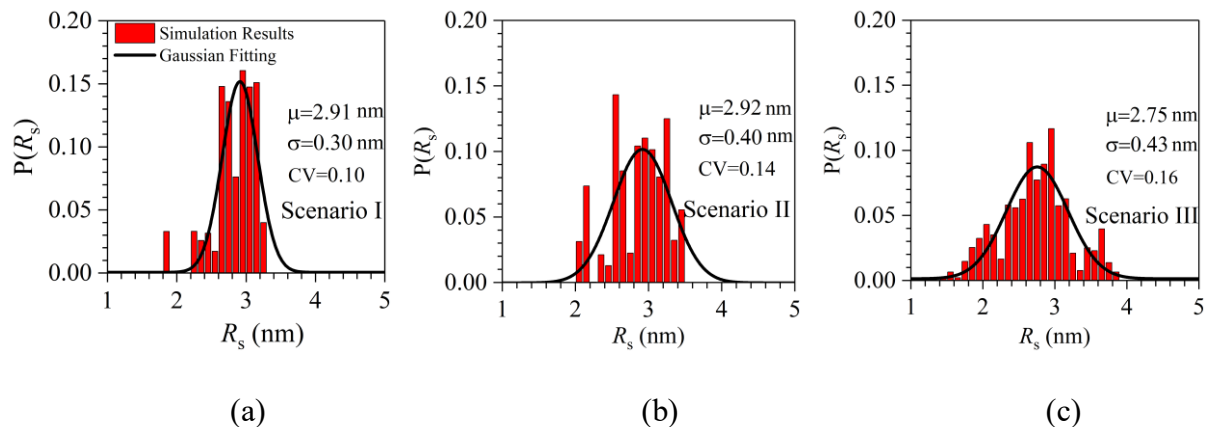 0.20
0.15
0.10
0.05
0.00
P(Rs)
Simulation Results
Gaussian Fitting
μ=2.91 nm
σ=0.30 nm
CV=0.10
Scenario I
1 2 3 4 5
Rs (nm)
(a)
0.20
0.15
0.10
0.05
0.00
P(Rs)
μ=2.92 nm
σ=0.40 nm
CV=0.14
Scenario II
1 2 3 4 5
Rs (nm)
(b)
0.20
0.15
0.10
0.05
0.00
P(Rs)
μ=2.75 nm
σ=0.43 nm
CV=0.16
Scenario III
1 2 3 4 5
Rs (nm)
(c)